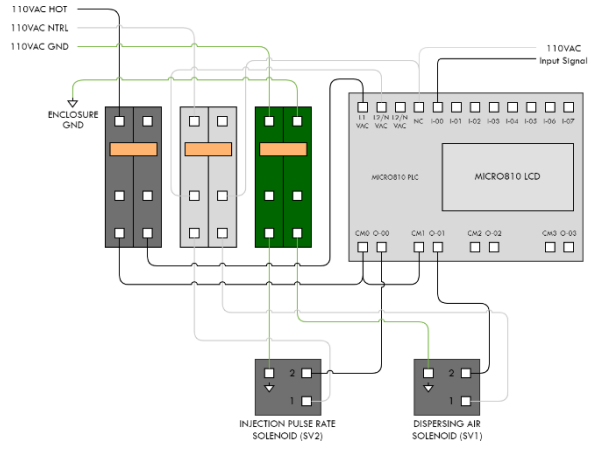 110VAC HOT
110VAC NTRL
110VAC GND
110VAC
Input Signal
ENCLOSURE
GND
L1
VAC
L2/N
VAC
L2/N
VAC
NC
I-00
I-01
I-02
I-03
I-04
I-05
I-06
I-07
MICRO810 PLC
MICRO810 LCD
CM0
O-00
CM1
O-01
CM2
O-02
CM3
O-03
2
1
INJECTION PULSE RATE
SOLENOID (SV2)
2
1
DISPERSING AIR
SOLENOID (SV1)